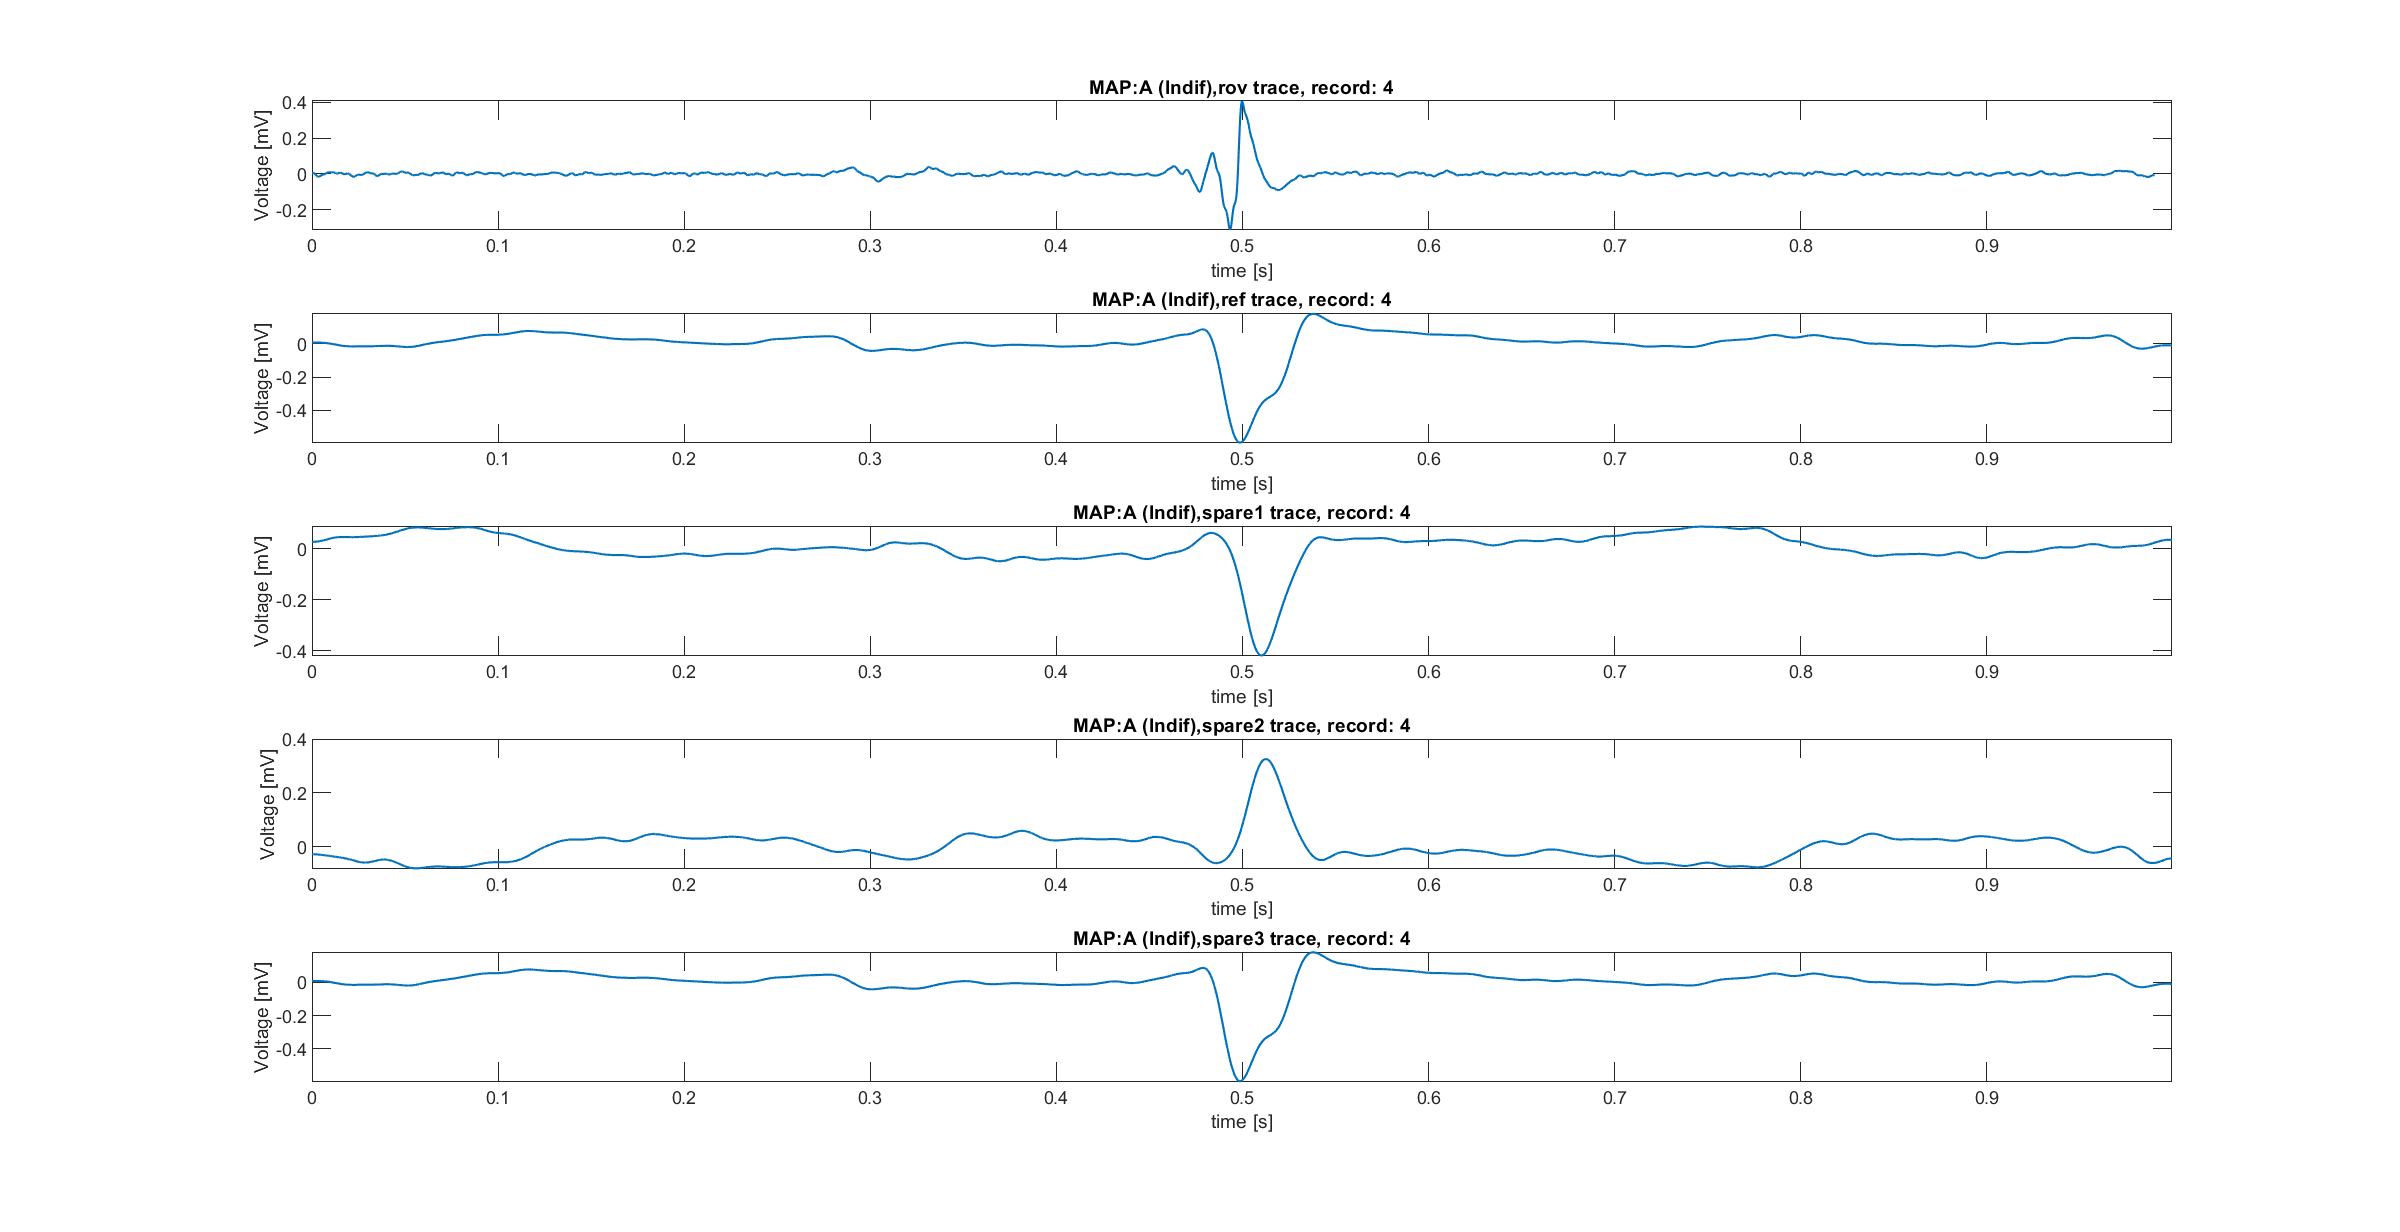 MAP:A (Indif),rov trace, record: 4
Voltage [mV]
0.4
0.2
0
-0.2
0 0.1 0.2 0.3 0.4 0.5 0.6 0.7 0.8 0.9
time [s]
MAP:A (Indif),ref trace, record: 4
Voltage [mV]
0
-0.2
-0.4
0 0.1 0.2 0.3 0.4 0.5 0.6 0.7 0.8 0.9
time [s]
MAP:A (Indif),spare1 trace, record: 4
Voltage [mV]
0
-0.2
-0.4
0 0.1 0.2 0.3 0.4 0.5 0.6 0.7 0.8 0.9
time [s]
MAP:A (Indif),spare2 trace, record: 4
Voltage [mV]
0.4
0.2
0
0 0.1 0.2 0.3 0.4 0.5 0.6 0.7 0.8 0.9
time [s]
MAP:A (Indif),spare3 trace, record: 4
Voltage [mV]
0
-0.2
-0.4
0 0.1 0.2 0.3 0.4 0.5 0.6 0.7 0.8 0.9
time [s]